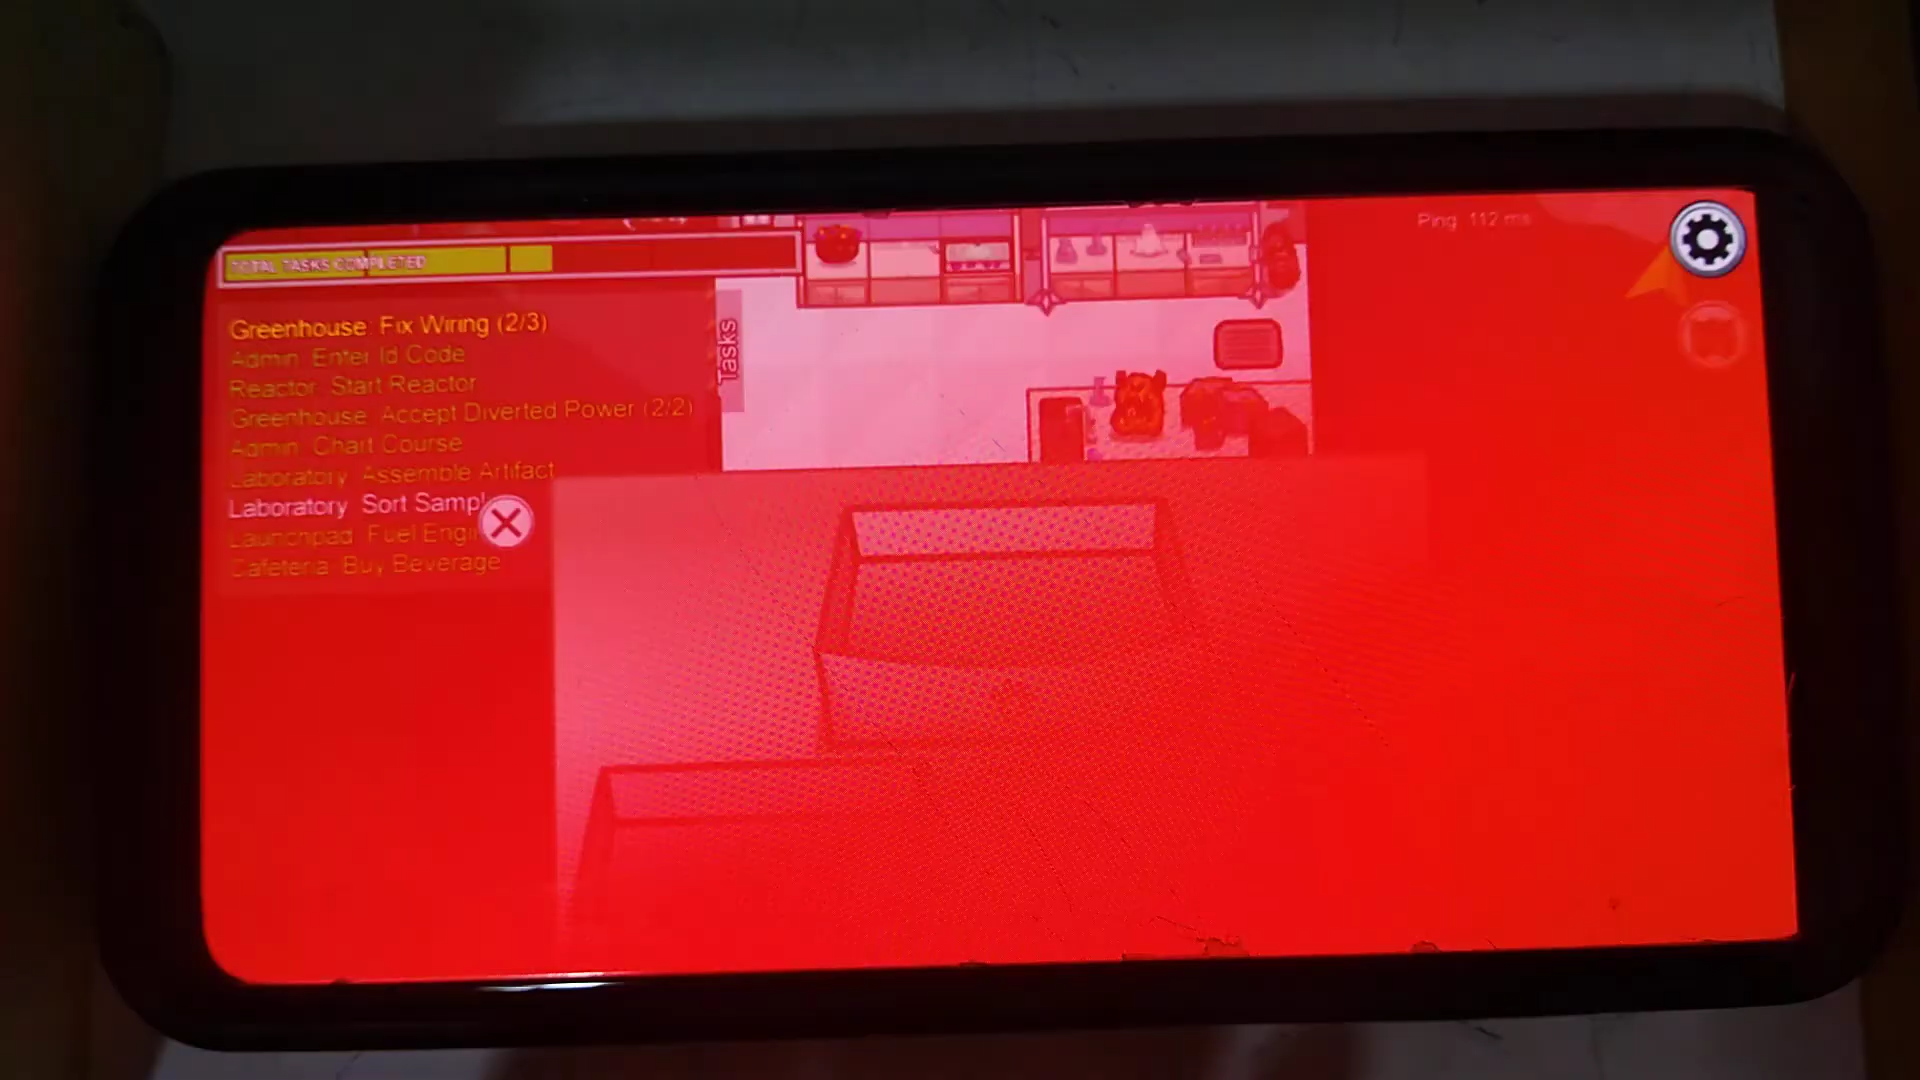 Ping: 112 ms
TOTAL TASKS COMPLETED
Greenhouse: Fix Wiring (2/3)
Admin: Enter Id Code
Reactor: Start Reactor
Greenhouse: Accept Diverted Power (2/2)
Admin: Chart Course
Laboratory: Assemble Artifact
Laboratory: Sort Sampl
Launchpad: Fuel Engi
Cafeteria: Buy Beverage
Tasks